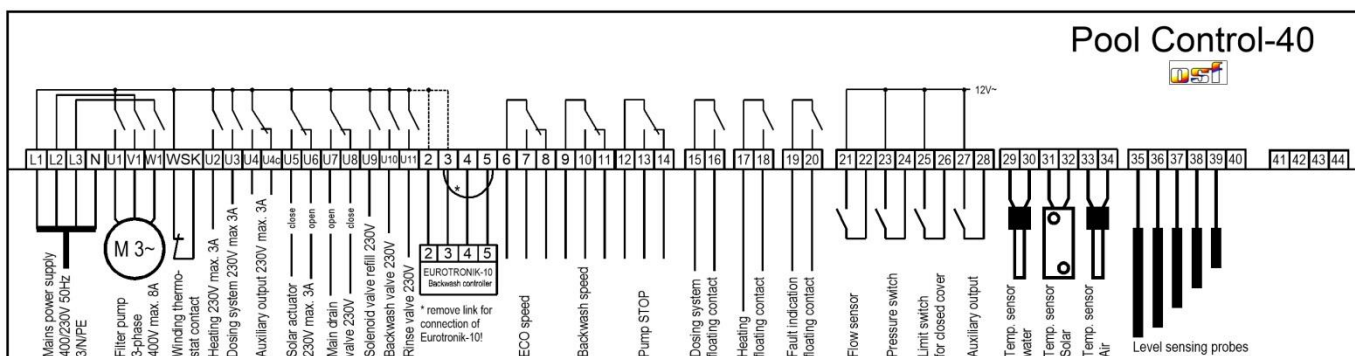 Pool Control-40
osf
12V~
L1 L2 L3 N U1 V1 W1 WSK U2 U3 U4 U4c U5 U6 U7 U8 U9 U10 U11 2 3 4 5 6 7 8 9 10 11 12 13 14 15 16 17 18 19 20 21 22 23 24 25 26 27 28 29 30 31 32 33 34 35 36 37 38 39 40 41 42 43 44
Mains power supply
400/230V 50Hz
3/N/PE
M 3~
Filter pump
3-phase
400V max. 8A
Winding thermo-
stat contact
Heating 230V max. 3A
Dosing system 230V max 3A
Auxiliary output 230V max. 3A
close
open
Solar actuator
230V max. 3A
open
close
Main drain
valve 230V
Solenoid valve refill 230V
Backwash valve 230V
Rinse valve 230V
*
2 3 4 5
EUROTRONIK-10
Backwash controller
* remove link for
connection of
Eurotronik-10!
ECO speed
Backwash speed
Pump STOP
Dosing system
floating contact
Heating
floating contact
Fault indication
floating contact
Flow sensor
Pressure switch
Limit switch
for closed cover
Auxiliary output
Temp. sensor
water
Temp. sensor
Solar
Temp. sensor
Air
Level sensing probes